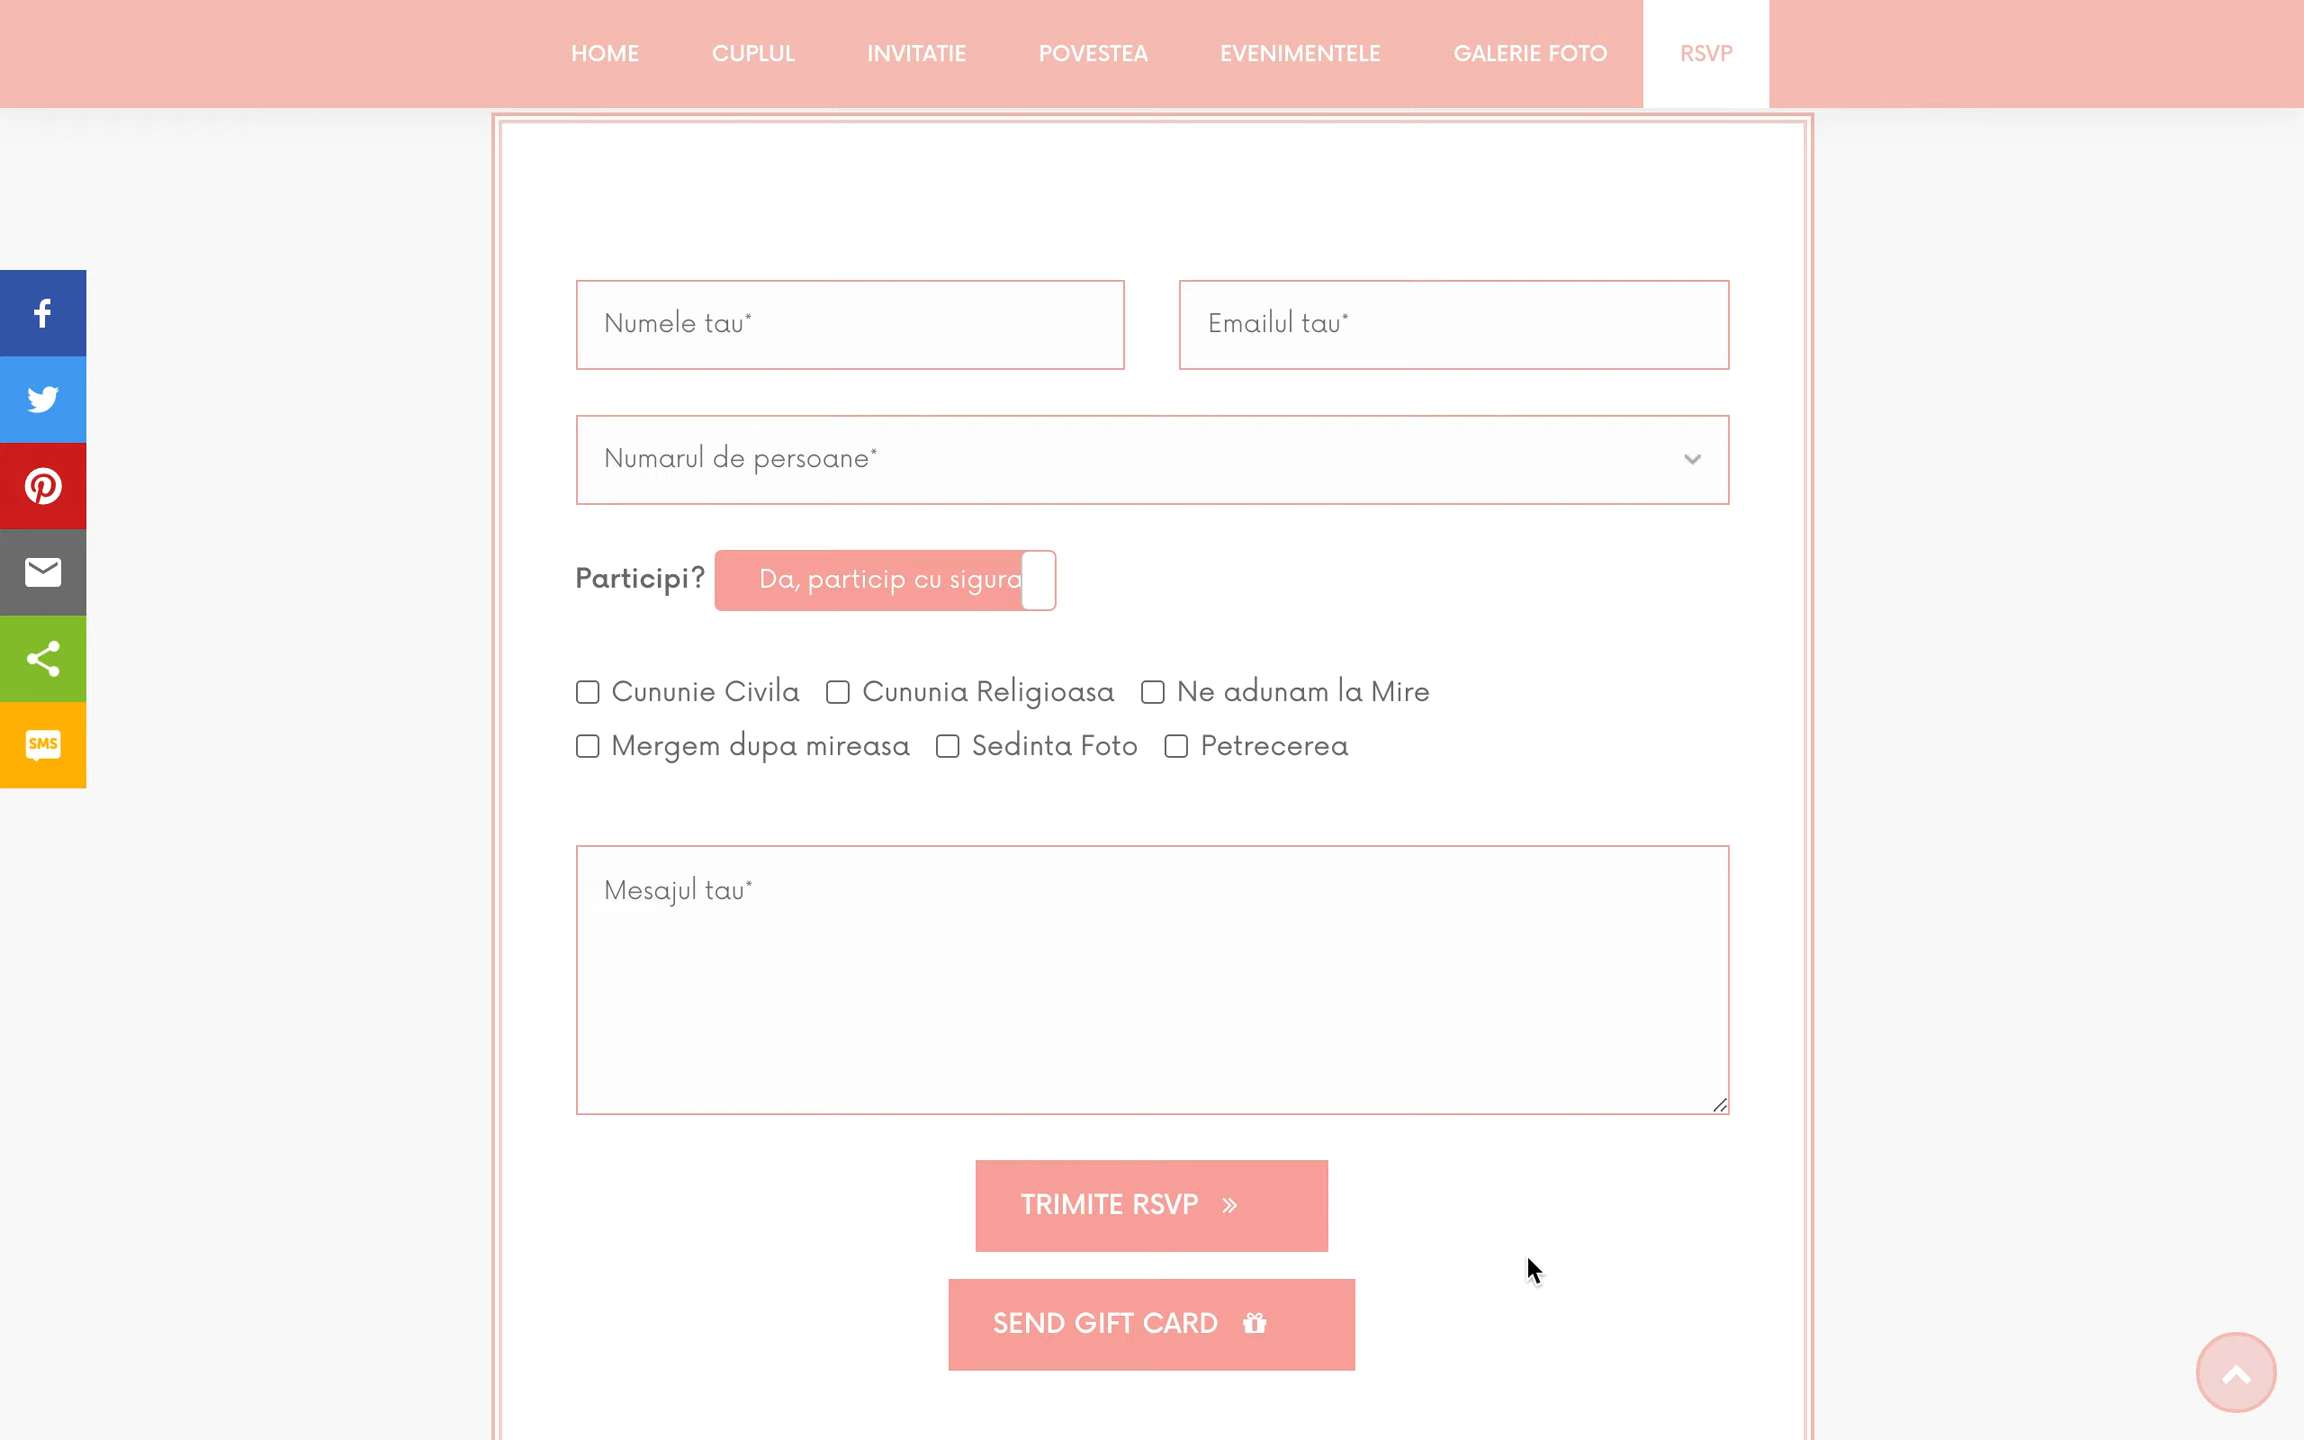 HOME CUPLUL INVITATIE POVESTEA EVENIMENTELE GALERIE FOTO RSVP
Numele tau* Emailul tau*
Numarul de persoane*
Participi? Da, particip cu sigura
Cununie Civila Cununia Religioasa Ne adunam la Mire
Mergem dupa mireasa Sedinta Foto Petrecerea
SMS
Mesajul tau*
TRIMITE RSVP »
SEND GIFT CARD